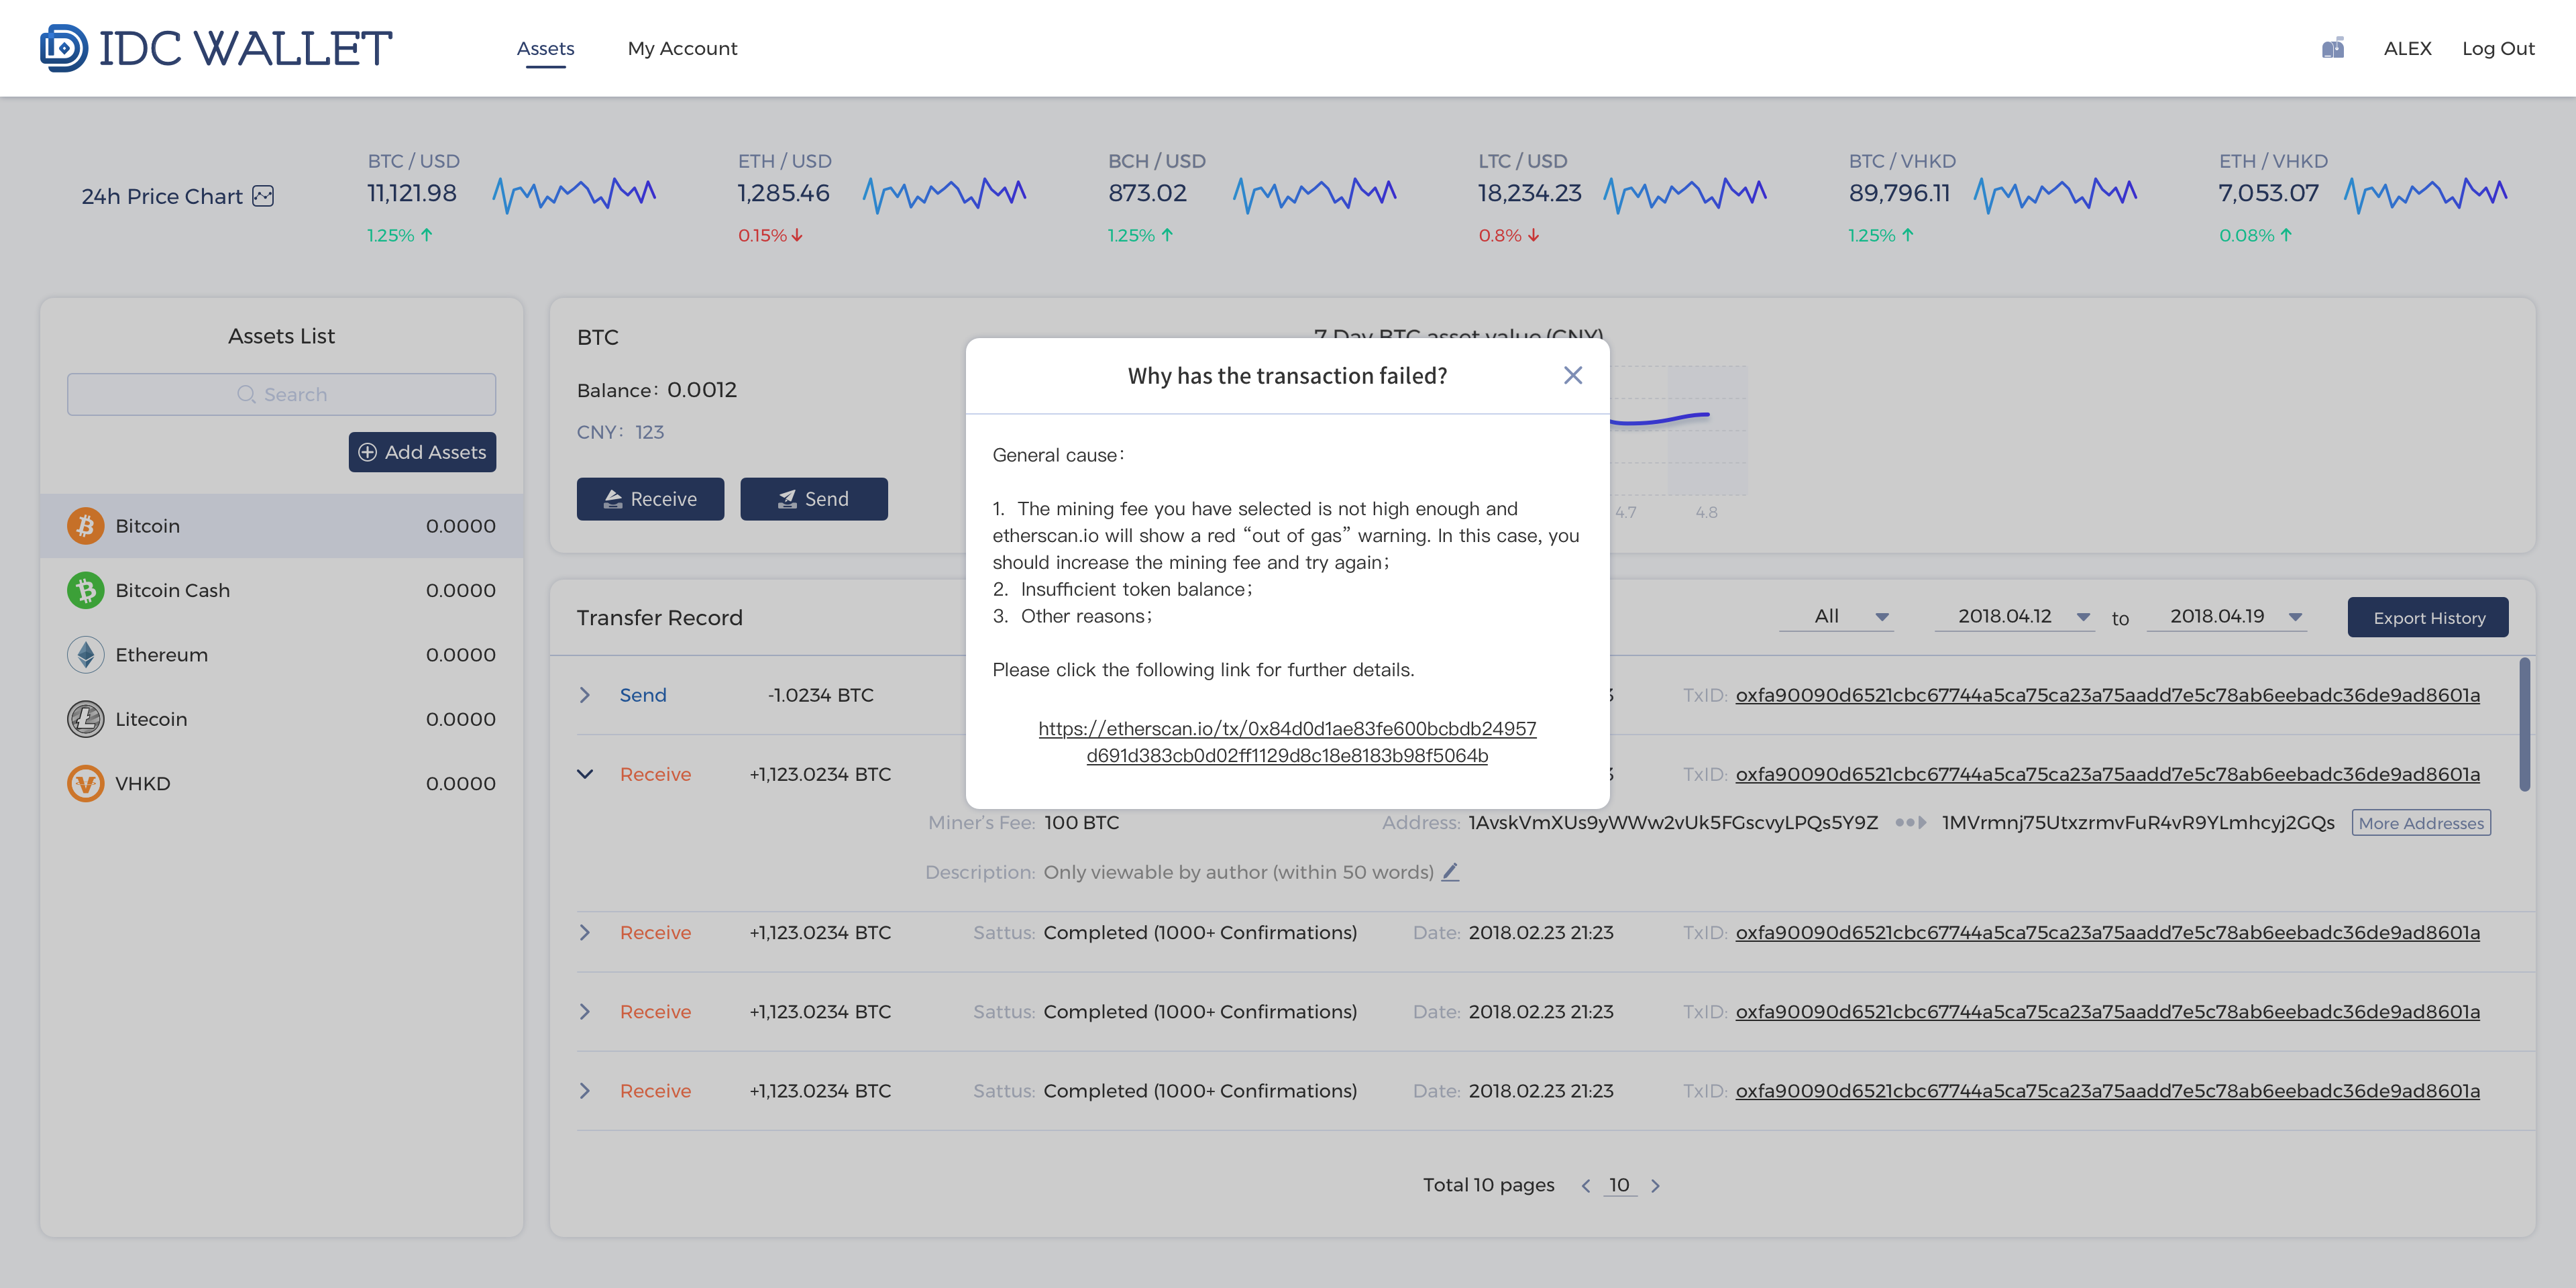 IDC WALLET
Assets
My Account
ALEX
Log Out
24h Price Chart
BTC / USD
11,121.98
1.25%
ETH / USD
1,285.46
0.15%
BCH / USD
873.02
1.25%
LTC / USD
18,234.23
0.8%
BTC / VHKD
89,796.11
1.25%
ETH / VHKD
7,053.07
0.08%
Assets List
Search
Add Assets
Bitcoin 0.0000
Bitcoin Cash 0.0000
Ethereum 0.0000
Litecoin 0.0000
VHKD 0.0000
BTC
Balance: 0.0012
CNY: 123
Receive
Send
7 Day BTC asset value (CNY)
4.7 4.8
Why has the transaction failed?
General cause:
1. The mining fee you have selected is not high enough and
etherscan.io will show a red “out of gas” warning. In this case, you
should increase the mining fee and try again;
2. Insufficient token balance;
3. Other reasons;
Please click the following link for further details.
https://etherscan.io/tx/0x84d0d1ae83fe600bcbdb24957
d691d383cb0d02ff1129d8c18e8183b98f5064b
Transfer Record
All 2018.04.12 to 2018.04.19 Export History
Send -1.0234 BTC TxID: oxfa90090d6521cbc67744a5ca75ca23a75aadd7e5c78ab6eebadc36de9ad8601a
Receive +1,123.0234 BTC TxID: oxfa90090d6521cbc67744a5ca75ca23a75aadd7e5c78ab6eebadc36de9ad8601a
Miner's Fee: 100 BTC Address: 1AvskVmXUs9yWWw2vUk5FGscvyLPQs5Y9Z 1MVrmnj75UtxzrmvFuR4vR9YLmhcyj2GQs More Addresses
Description: Only viewable by author (within 50 words)
Receive +1,123.0234 BTC Sattus: Completed (1000+ Confirmations) Date: 2018.02.23 21:23 TxID: oxfa90090d6521cbc67744a5ca75ca23a75aadd7e5c78ab6eebadc36de9ad8601a
Receive +1,123.0234 BTC Sattus: Completed (1000+ Confirmations) Date: 2018.02.23 21:23 TxID: oxfa90090d6521cbc67744a5ca75ca23a75aadd7e5c78ab6eebadc36de9ad8601a
Receive +1,123.0234 BTC Sattus: Completed (1000+ Confirmations) Date: 2018.02.23 21:23 TxID: oxfa90090d6521cbc67744a5ca75ca23a75aadd7e5c78ab6eebadc36de9ad8601a
Total 10 pages 10